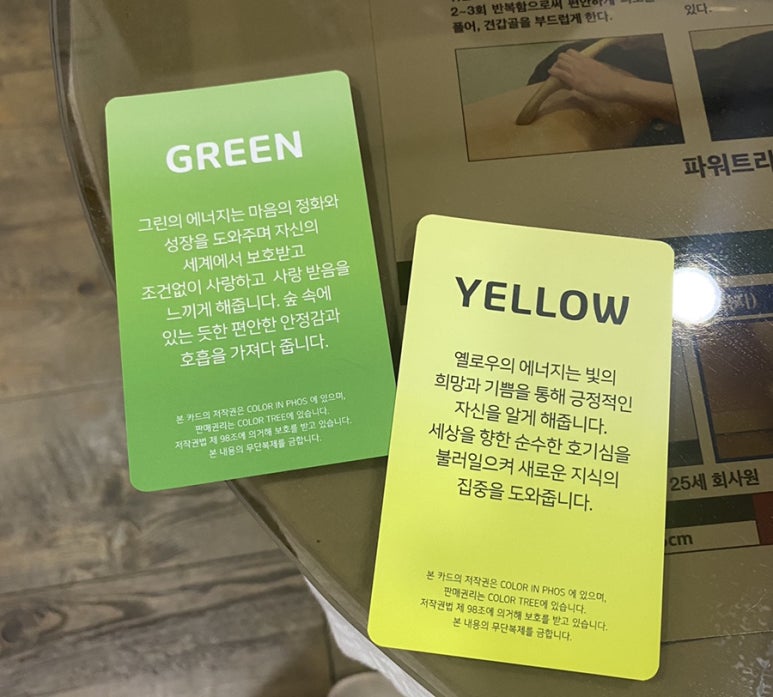 2~3회 반복함으로써 편안하게
풀어, 견갑골을 부드럽게 한다.
있다.
파워트리
GREEN
그린의 에너지는 마음의 정화와
성장을 도와주며 자신의
세계에서 보호받고
조건없이 사랑하고 사랑 받음을
느끼게 해줍니다. 숲 속에
있는 듯한 편안한 안정감과
호흡을 가져다 줍니다.
본 카드의 저작권은 COLOR IN PHOS 에 있으며,
판매권리는 COLOR TREE에 있습니다.
저작권법 제 98조에 의거해 보호를 받고 있습니다.
본 내용의 무단복제를 금합니다.
YELLOW
옐로우의 에너지는 빛의
희망과 기쁨을 통해 긍정적인
자신을 알게 해줍니다.
세상을 향한 순수한 호기심을
불러일으켜 새로운 지식의
집중을 도와줍니다.
본 카드의 저작권은 COLOR IN PHOS 에 있으며,
판매권리는 COLOR TREE에 있습니다.
저작권법 제 98조에 의거해 보호를 받고 있습니다.
본 내용의 무단복제를 금합니다.
25세 회사원
cm